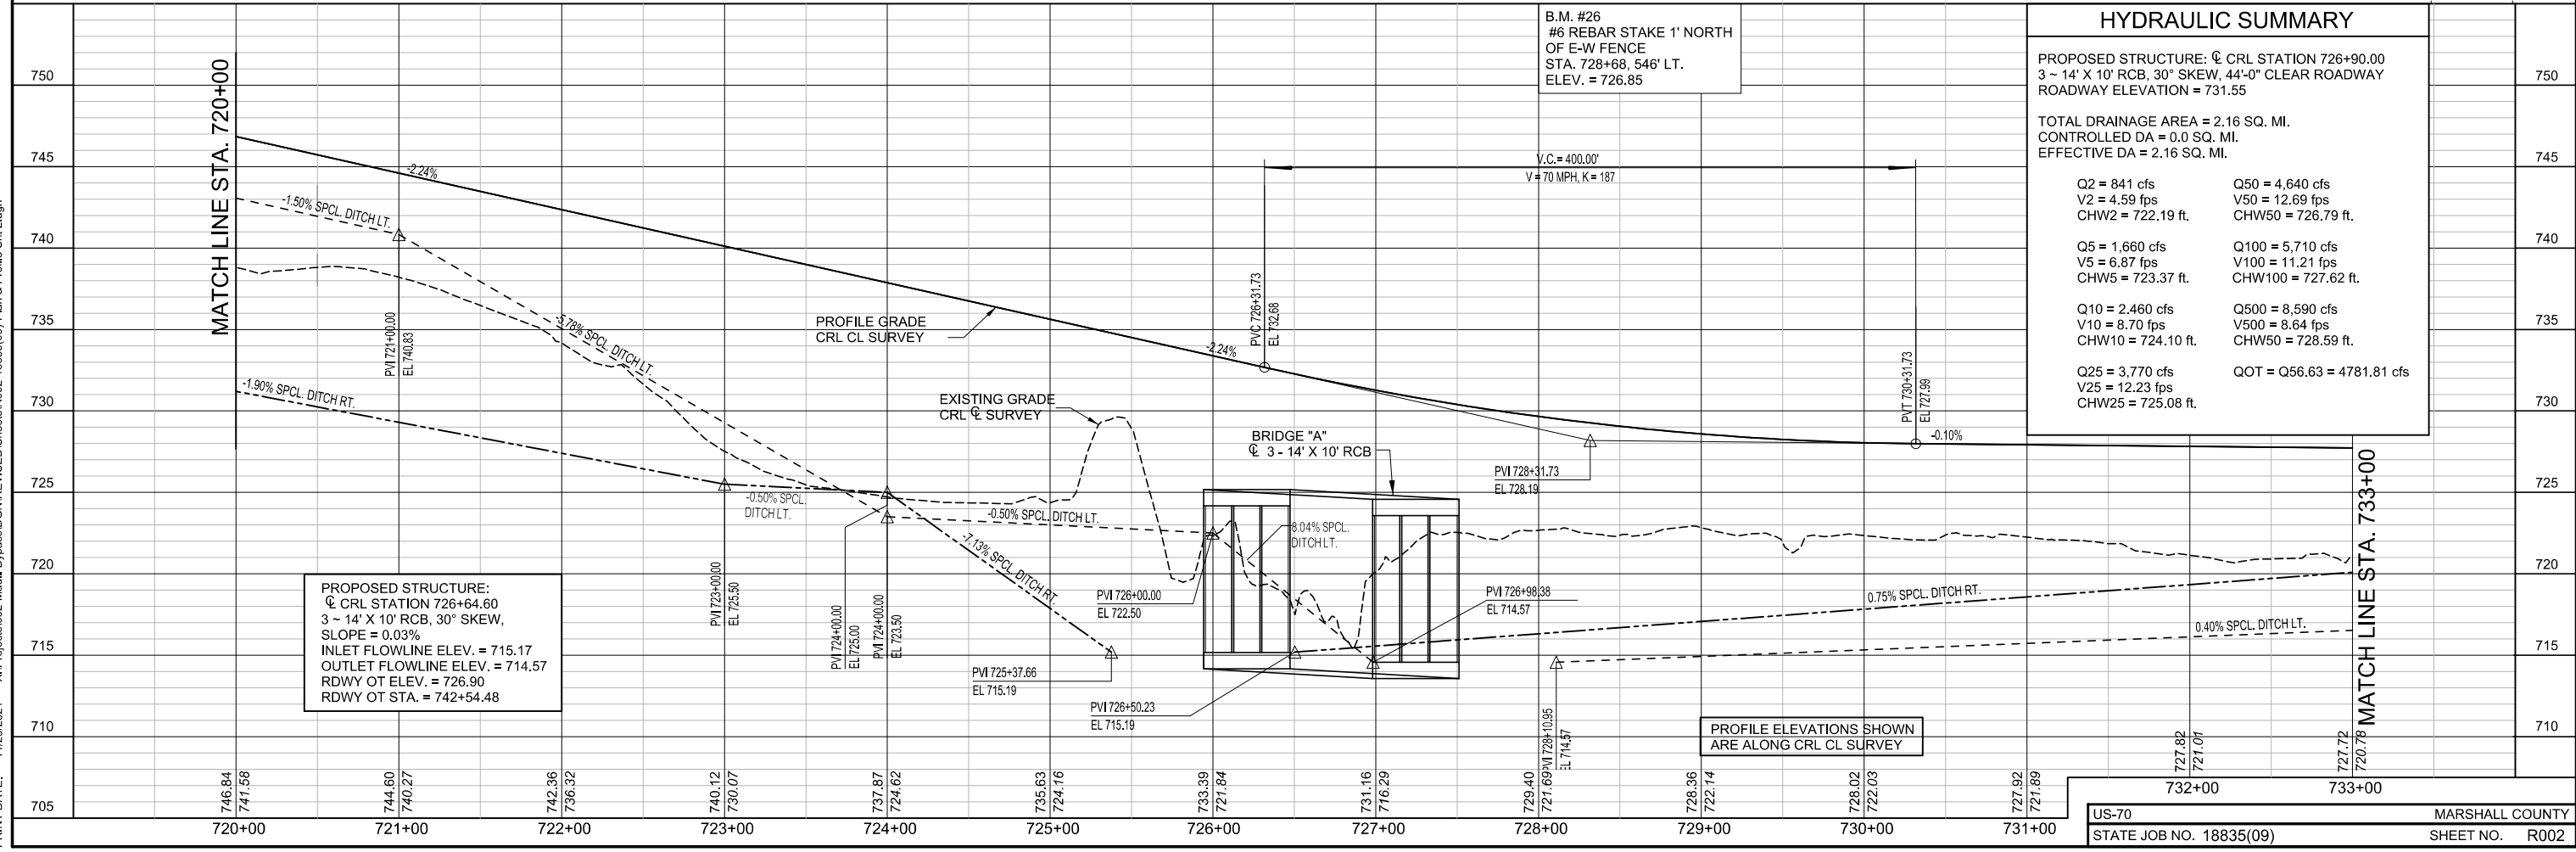 B.M. #26
#6 REBAR STAKE 1' NORTH
OF E-W FENCE
STA. 728+68, 546' LT.
ELEV. = 726.85
HYDRAULIC SUMMARY
PROPOSED STRUCTURE: ℄ CRL STATION 726+90.00
3 ~ 14' X 10' RCB, 30° SKEW, 44'-0" CLEAR ROADWAY
ROADWAY ELEVATION = 731.55
TOTAL DRAINAGE AREA = 2.16 SQ. MI.
CONTROLLED DA = 0.0 SQ. MI.
EFFECTIVE DA = 2.16 SQ. MI.
Q2 = 841 cfs
V2 = 4.59 fps
CHW2 = 722.19 ft.
Q5 = 1,660 cfs
V5 = 6.87 fps
CHW5 = 723.37 ft.
Q10 = 2.460 cfs
V10 = 8.70 fps
CHW10 = 724.10 ft.
Q25 = 3,770 cfs
V25 = 12.23 fps
CHW25 = 725.08 ft.
Q50 = 4,640 cfs
V50 = 12.69 fps
CHW50 = 726.79 ft.
Q100 = 5,710 cfs
V100 = 11.21 fps
CHW100 = 727.62 ft.
Q500 = 8,590 cfs
V500 = 8.64 fps
CHW50 = 728.59 ft.
QOT = Q56.63 = 4781.81 cfs
750
745
740
735
730
725
720
715
710
705
750
745
740
735
730
725
720
715
710
MATCH LINE STA. 720+00
-2.24%
-1.50% SPCL. DITCH LT.
PVI 721+00.00
EL 740.83
-5.78% SPCL. DITCH LT.
-1.90% SPCL. DITCH RT.
PROFILE GRADE
CRL CL SURVEY
EXISTING GRADE
CRL ℄ SURVEY
-2.24%
PVC 726+31.73
EL 732.68
V.C. = 400.00'
V = 70 MPH, K = 187
PVI 728+31.73
EL 728.19
PVT 730+31.73
EL 727.99
-0.10%
BRIDGE "A"
℄ 3 - 14' X 10' RCB
-0.50% SPCL.
DITCH LT.
-0.50% SPCL. DITCH LT.
8.04% SPCL.
DITCH LT.
-7.13% SPCL. DITCH RT.
PVI 723+00.00
EL 725.50
PVI 724+00.00
EL 725.00
PVI 724+00.00
EL 723.50
PVI 725+37.66
EL 715.19
PVI 726+00.00
EL 722.50
PVI 726+50.23
EL 715.19
PVI 726+98.38
EL 714.57
PVI 728+10.95
EL 714.57
0.75% SPCL. DITCH RT.
0.40% SPCL. DITCH LT.
MATCH LINE STA. 733+00
PROPOSED STRUCTURE:
℄ CRL STATION 726+64.60
3 ~ 14' X 10' RCB, 30° SKEW,
SLOPE = 0.03%
INLET FLOWLINE ELEV. = 715.17
OUTLET FLOWLINE ELEV. = 714.57
RDWY OT ELEV. = 726.90
RDWY OT STA. = 742+54.48
PROFILE ELEVATIONS SHOWN
ARE ALONG CRL CL SURVEY
746.84
741.58
744.60
740.27
742.36
736.32
740.12
730.07
737.87
724.62
735.63
724.16
733.39
721.84
731.16
716.29
729.40
721.69
728.36
722.14
728.02
722.03
727.92
721.89
727.82
721.01
727.72
720.78
720+00
721+00
722+00
723+00
724+00
725+00
726+00
727+00
728+00
729+00
730+00
731+00
732+00
733+00
US-70
MARSHALL COUNTY
STATE JOB NO. 18835(09)
SHEET NO. R002